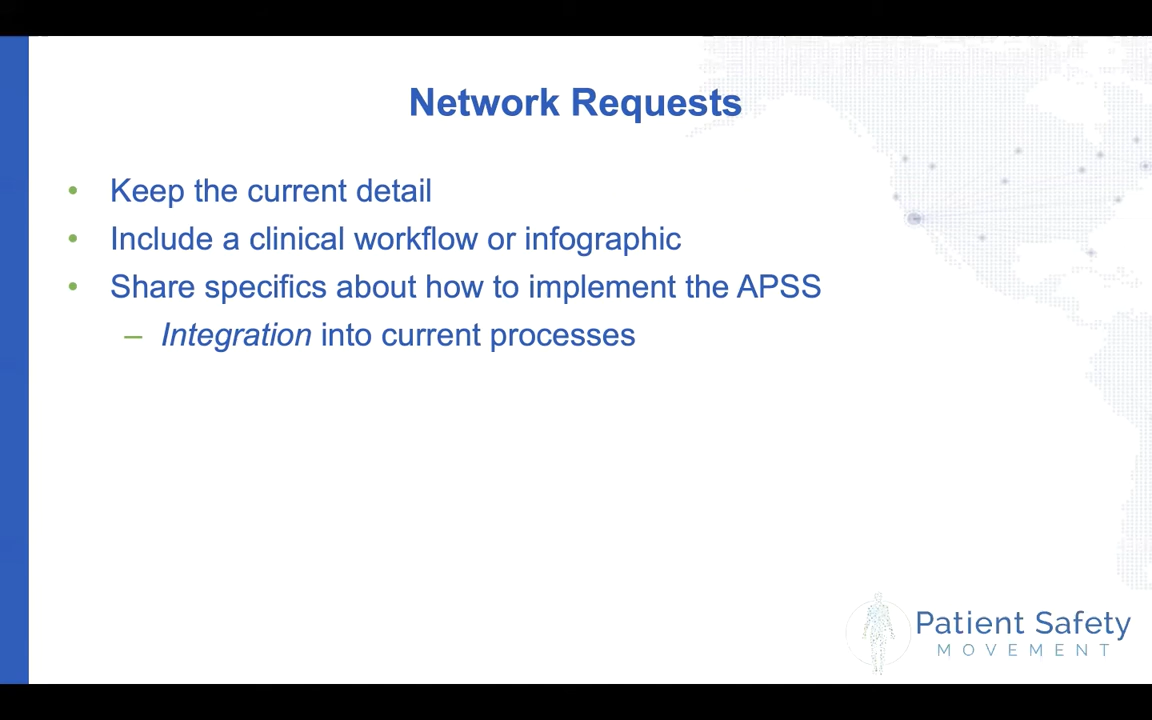 Network Requests
• Keep the current detail
• Include a clinical workflow or infographic
• Share specifics about how to implement the APSS
– Integration into current processes
Patient Safety
MOVEMENT